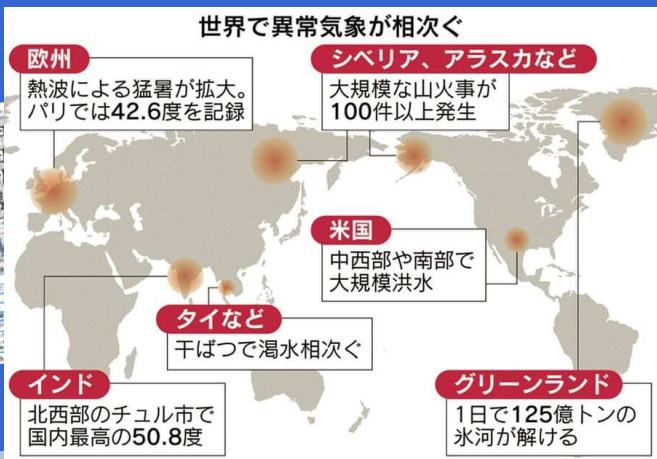 世界で異常気象が相次ぐ
欧州
熱波による猛暑が拡大。
パリでは42.6度を記録
シベリア、アラスカなど
大規模な山火事が
100件以上発生
米国
中西部や南部で
大規模洪水
タイなど
干ばつで渇水相次ぐ
インド
北西部のチュル市で
国内最高の50.8度
グリーンランド
1日で125億トンの
氷河が解ける